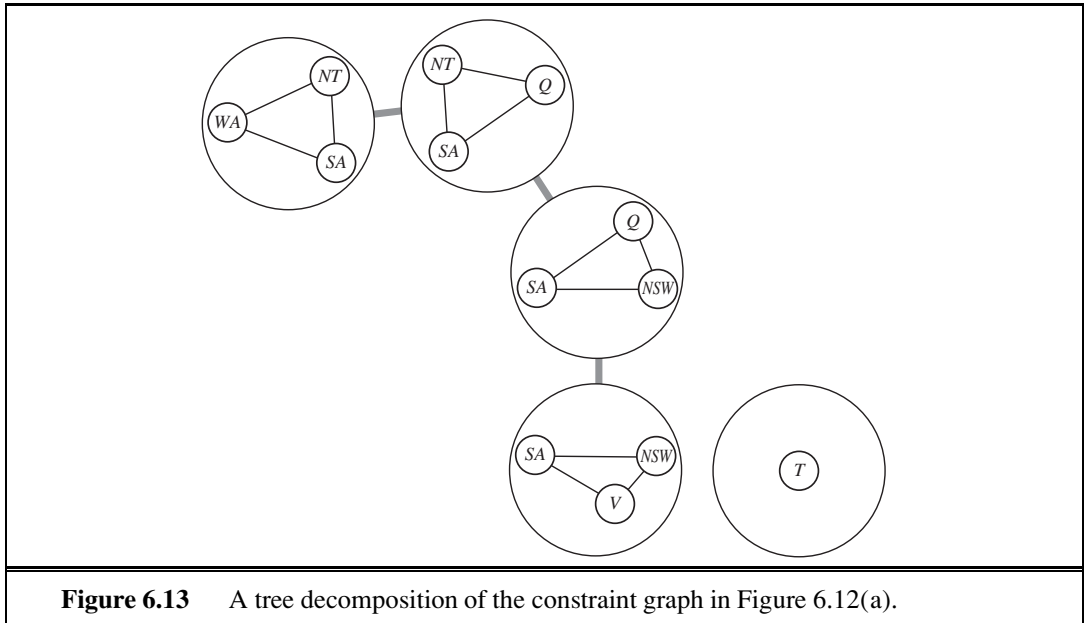 NT
WA
SA
NT
Q
SA
Q
SA
NSW
SA
NSW
V
T
Figure 6.13 A tree decomposition of the constraint graph in Figure 6.12(a).